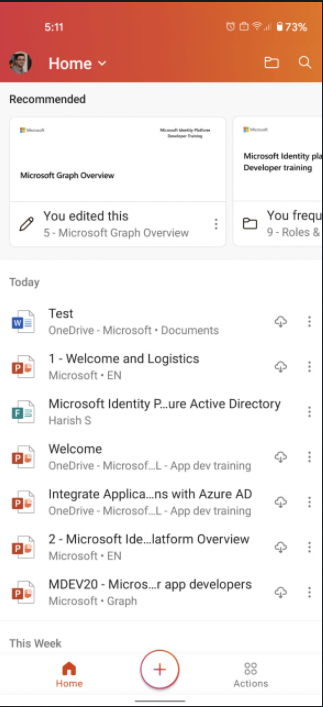 5:11
73%
Home
Recommended
Microsoft
Microsoft Identity Platform
Developer Training
Microsoft Graph Overview
You edited this
5 - Microsoft Graph Overview
Microsoft
Microsoft Identity pla
Developer training
You frequ
9 - Roles &
Today
Test
OneDrive - Microsoft • Documents
1 - Welcome and Logistics
Microsoft • EN
Microsoft Identity P...ure Active Directory
Harish S
Welcome
OneDrive - Microsof...L - App dev training
Integrate Applica...ns with Azure AD
OneDrive - Microsof...L - App dev training
2 - Microsoft Ide...latform Overview
Microsoft • EN
MDEV20 - Micros...r app developers
Microsoft • Graph
This Week
Home
Actions